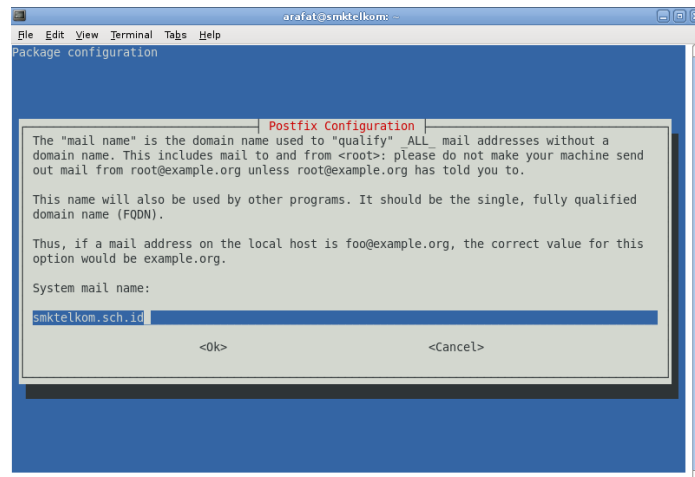 arafat@smktelkom: ~
File Edit View Terminal Tabs Help
Package configuration
Postfix Configuration
The "mail name" is the domain name used to "qualify" _ALL_ mail addresses without a
domain name. This includes mail to and from <root>: please do not make your machine send
out mail from root@example.org unless root@example.org has told you to.
This name will also be used by other programs. It should be the single, fully qualified
domain name (FQDN).
Thus, if a mail address on the local host is foo@example.org, the correct value for this
option would be example.org.
System mail name:
smktelkom.sch.id
<Ok> <Cancel>